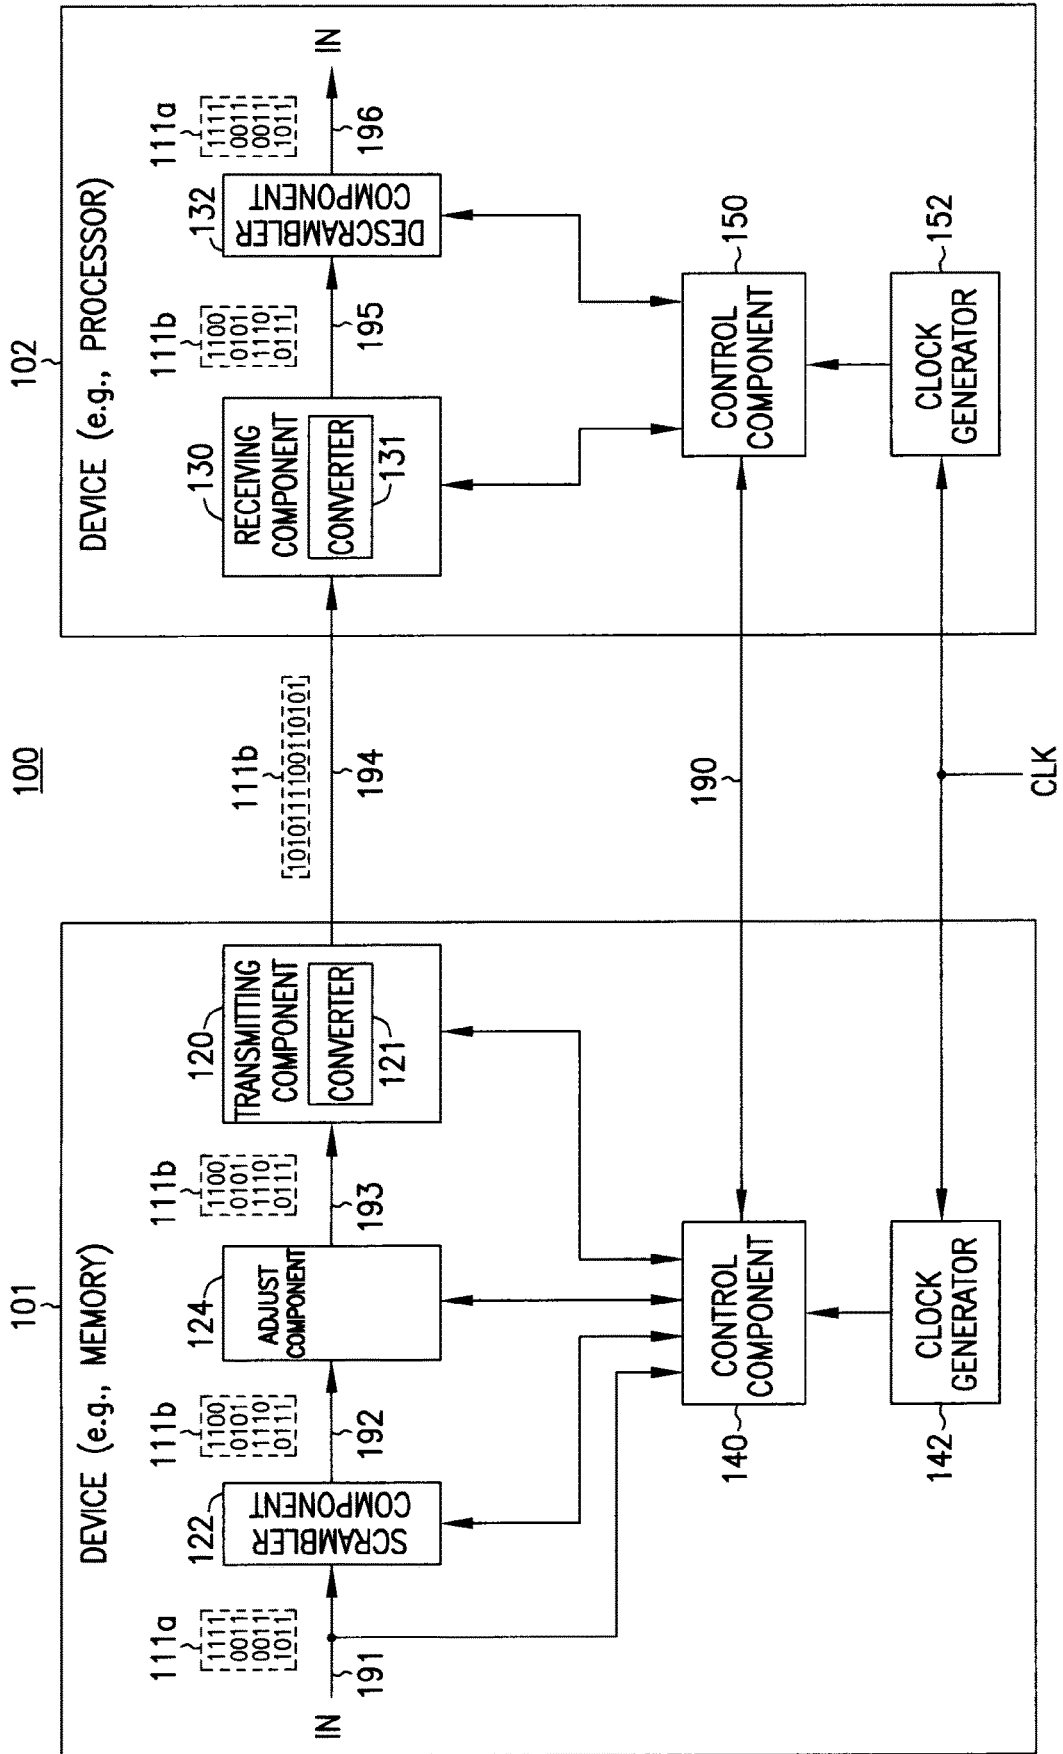 100
101
DEVICE (e.g., MEMORY)
111a
1111
0011
0011
1011
IN
191
122
SCRAMBLER
COMPONENT
111b
1100
0101
1110
0111
192
124
ADJUST
COMPONENT
111b
1100
0101
1110
0111
193
120
TRANSMITTING
COMPONENT
CONVERTER
121
140
CONTROL
COMPONENT
142
CLOCK
GENERATOR
111b
1010111100110101
194
190
CLK
102
DEVICE (e.g., PROCESSOR)
130
RECEIVING
COMPONENT
CONVERTER
131
111b
1100
0101
1110
0111
195
132
DESCRAMBLER
COMPONENT
111a
1111
0011
0011
1011
196
IN
CONTROL
COMPONENT
150
CLOCK
GENERATOR
152